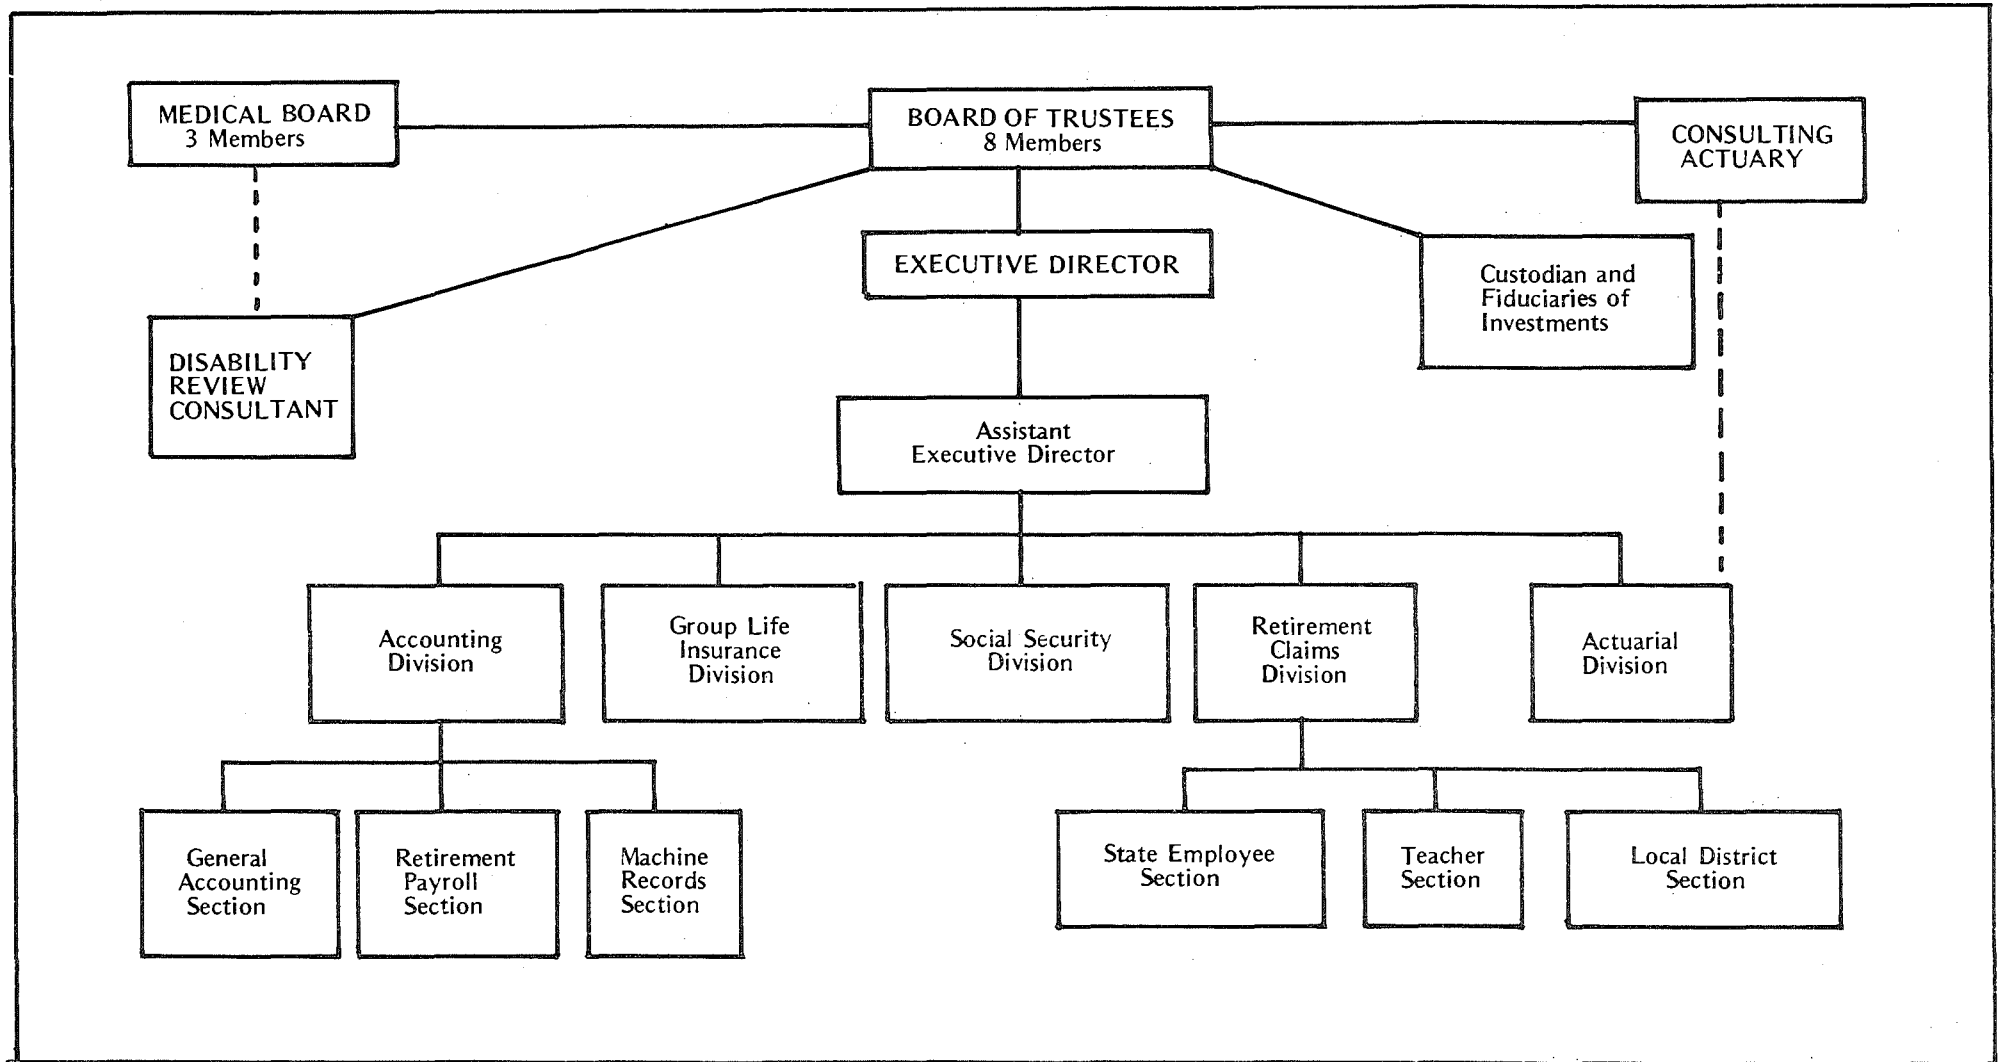 MEDICAL BOARD
3 Members
BOARD OF TRUSTEES
8 Members
CONSULTING
ACTUARY
EXECUTIVE DIRECTOR
Custodian and
Fiduciaries of
Investments
DISABILITY
REVIEW
CONSULTANT
Assistant
Executive Director
Accounting
Division
Group Life
Insurance
Division
Social Security
Division
Retirement
Claims
Division
Actuarial
Division
General
Accounting
Section
Retirement
Payroll
Section
Machine
Records
Section
State Employee
Section
Teacher
Section
Local District
Section